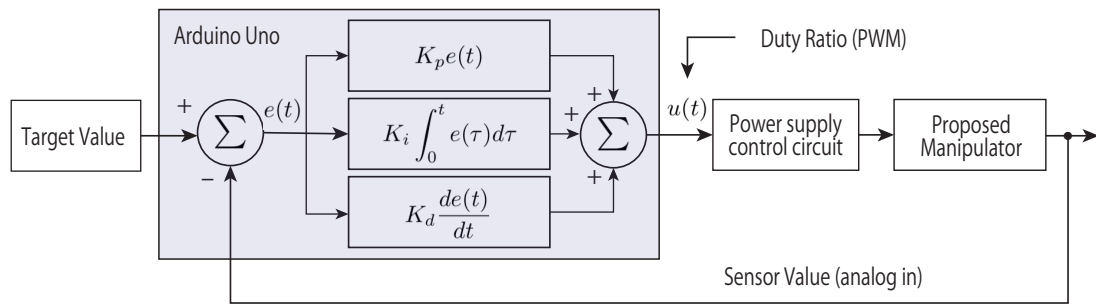 Arduino Uno
Duty Ratio (PWM)
Target Value
+
−
∑
e(t)
K_p e(t)
K_i ∫_0^t e(τ)dτ
K_d de(t)/dt
+
+
+
∑
u(t)
Power supply
control circuit
Proposed
Manipulator
Sensor Value (analog in)